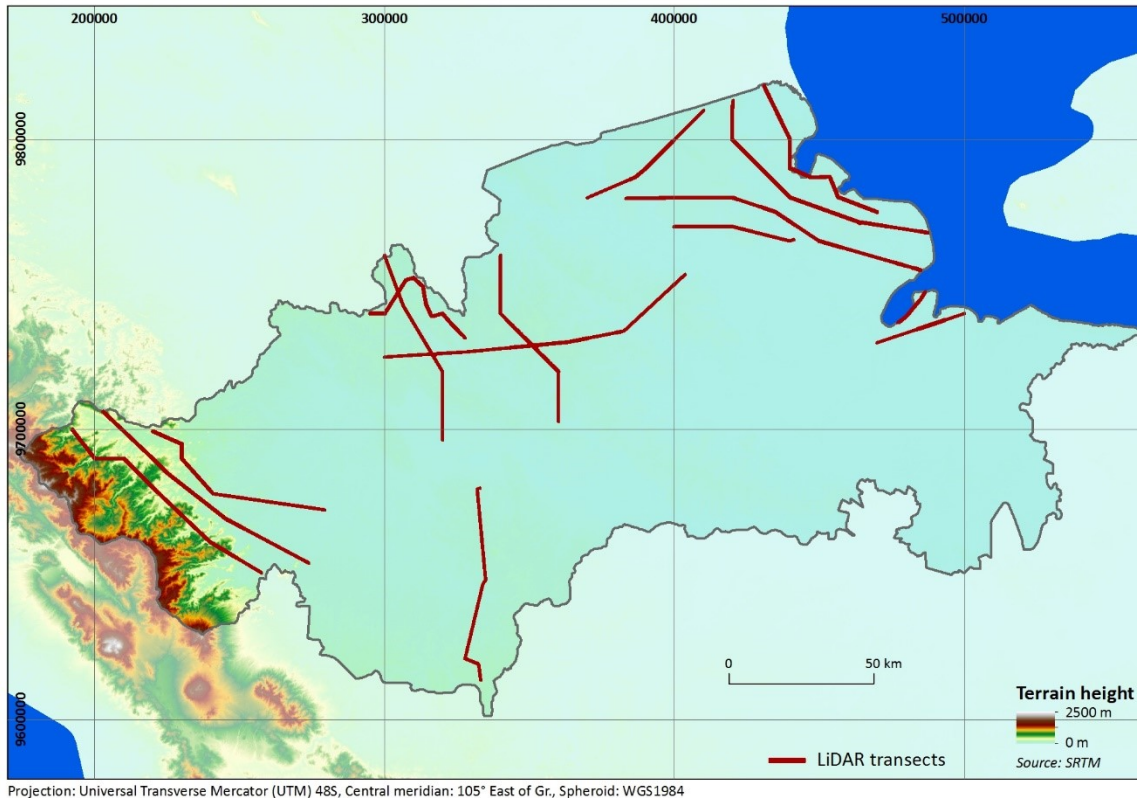 200000 300000 400000 500000
9800000
9700000
9600000
0 50 km
Terrain height
2500 m
0 m
LiDAR transects
Source: SRTM
Projection: Universal Transverse Mercator (UTM) 48S, Central meridian: 105° East of Gr., Spheroid: WGS1984